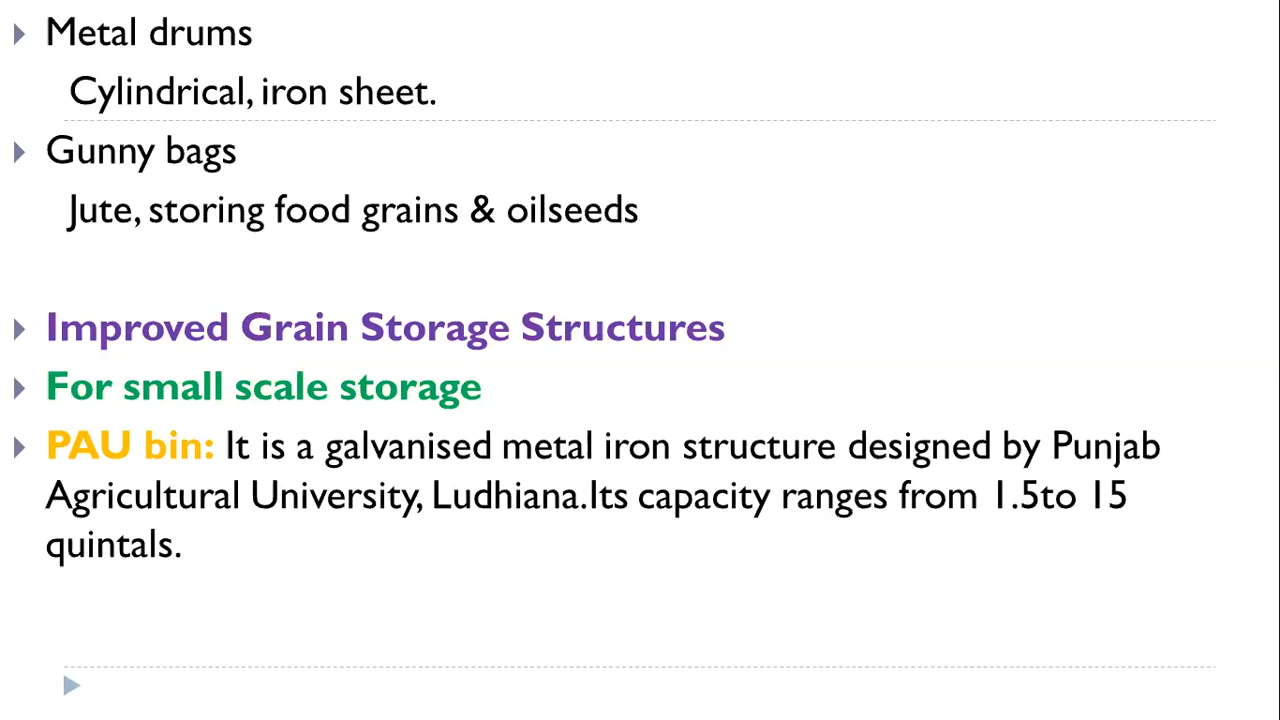 Metal drums
Cylindrical, iron sheet.
Gunny bags
Jute, storing food grains & oilseeds
Improved Grain Storage Structures
For small scale storage
PAU bin: It is a galvanised metal iron structure designed by Punjab
Agricultural University, Ludhiana.Its capacity ranges from 1.5to 15
quintals.